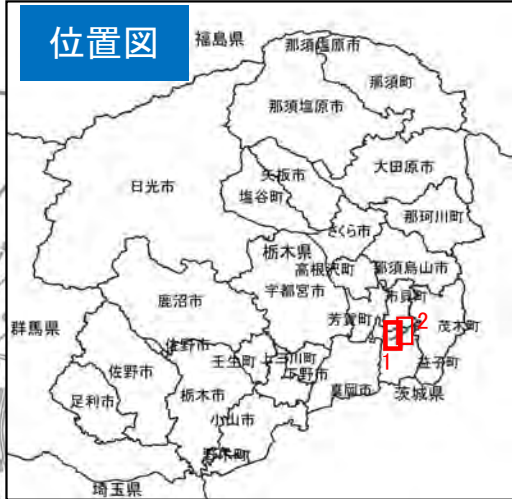 位置図
福島県
那須塩原市
那須町
那須塩原市
大田原市
矢板市
日光市
塩谷町
那珂川町
さくら市
栃木県
高根沢町
那須烏山市
宇都宮市
市貝町
鹿沼市
芳賀町
2
茂木町
群馬県
佐野市
壬生町
上三川町
1
益子町
佐野市
下野市
真岡市
茨城県
足利市
栃木市
小山市
野木町
埼玉県